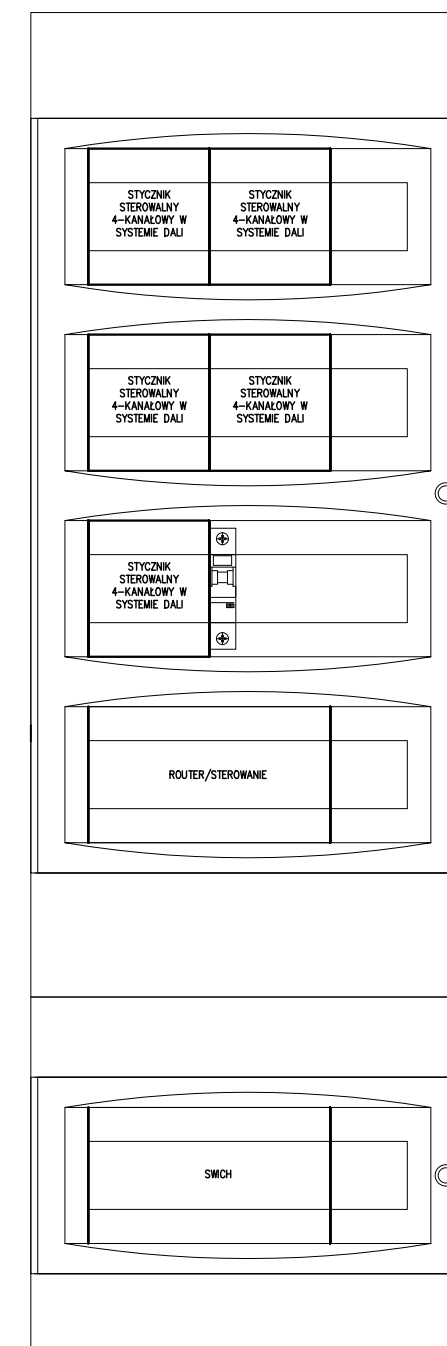 STYCZNIK
STEROWALNY
4-KANAŁOWY W
SYSTEMIE DALI
STYCZNIK
STEROWALNY
4-KANAŁOWY W
SYSTEMIE DALI
STYCZNIK
STEROWALNY
4-KANAŁOWY W
SYSTEMIE DALI
STYCZNIK
STEROWALNY
4-KANAŁOWY W
SYSTEMIE DALI
STYCZNIK
STEROWALNY
4-KANAŁOWY W
SYSTEMIE DALI
ROUTER/STEROWANIE
SWICH